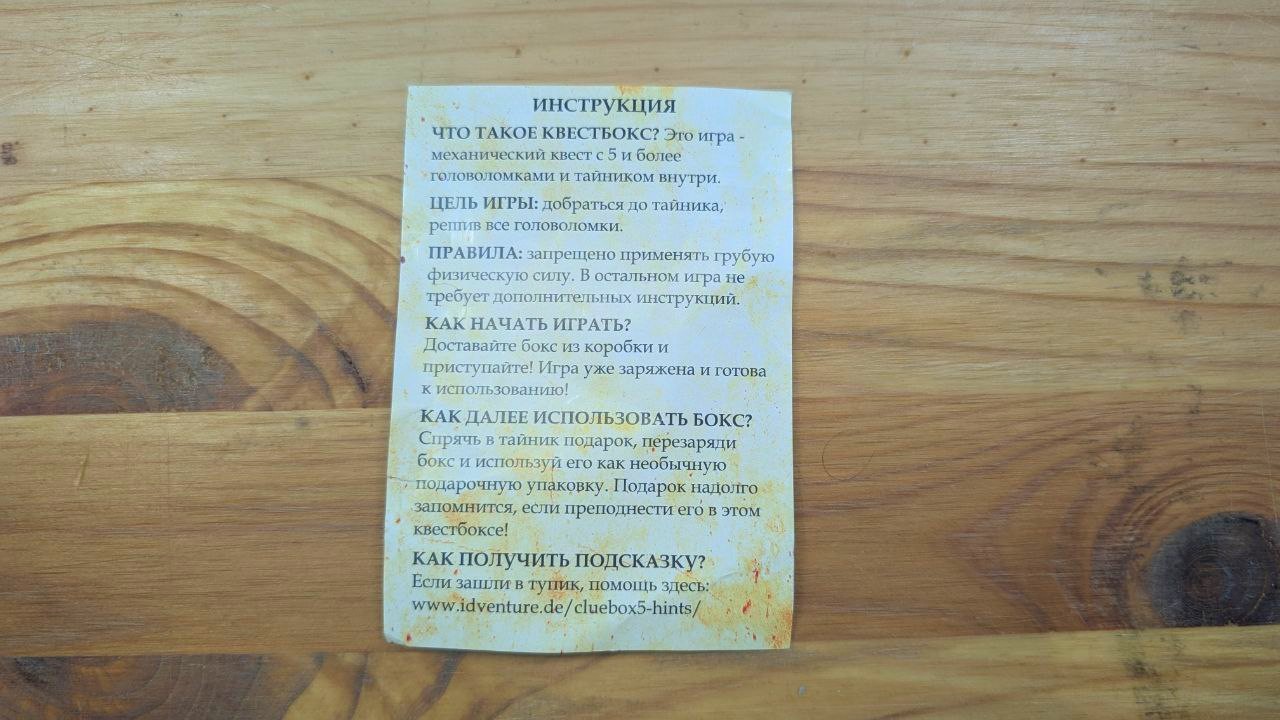 ИНСТРУКЦИЯ
ЧТО ТАКОЕ КВЕСТБОКС? Это игра -
механический квест с 5 и более
головоломками и тайником внутри.
ЦЕЛЬ ИГРЫ: добраться до тайника,
решив все головоломки.
ПРАВИЛА: запрещено применять грубую
физическую силу. В остальном игра не
требует дополнительных инструкций.
КАК НАЧАТЬ ИГРАТЬ?
Доставайте бокс из коробки и
приступайте! Игра уже заряжена и готова
к использованию!
КАК ДАЛЕЕ ИСПОЛЬЗОВАТЬ БОКС?
Спрячь в тайник подарок, перезаряди
бокс и используй его как необычную
подарочную упаковку. Подарок надолго
запомнится, если преподнести его в этом
квестбоксе!
КАК ПОЛУЧИТЬ ПОДСКАЗКУ?
Если зашли в тупик, помощь здесь:
www.idventure.de/cluebox5-hints/